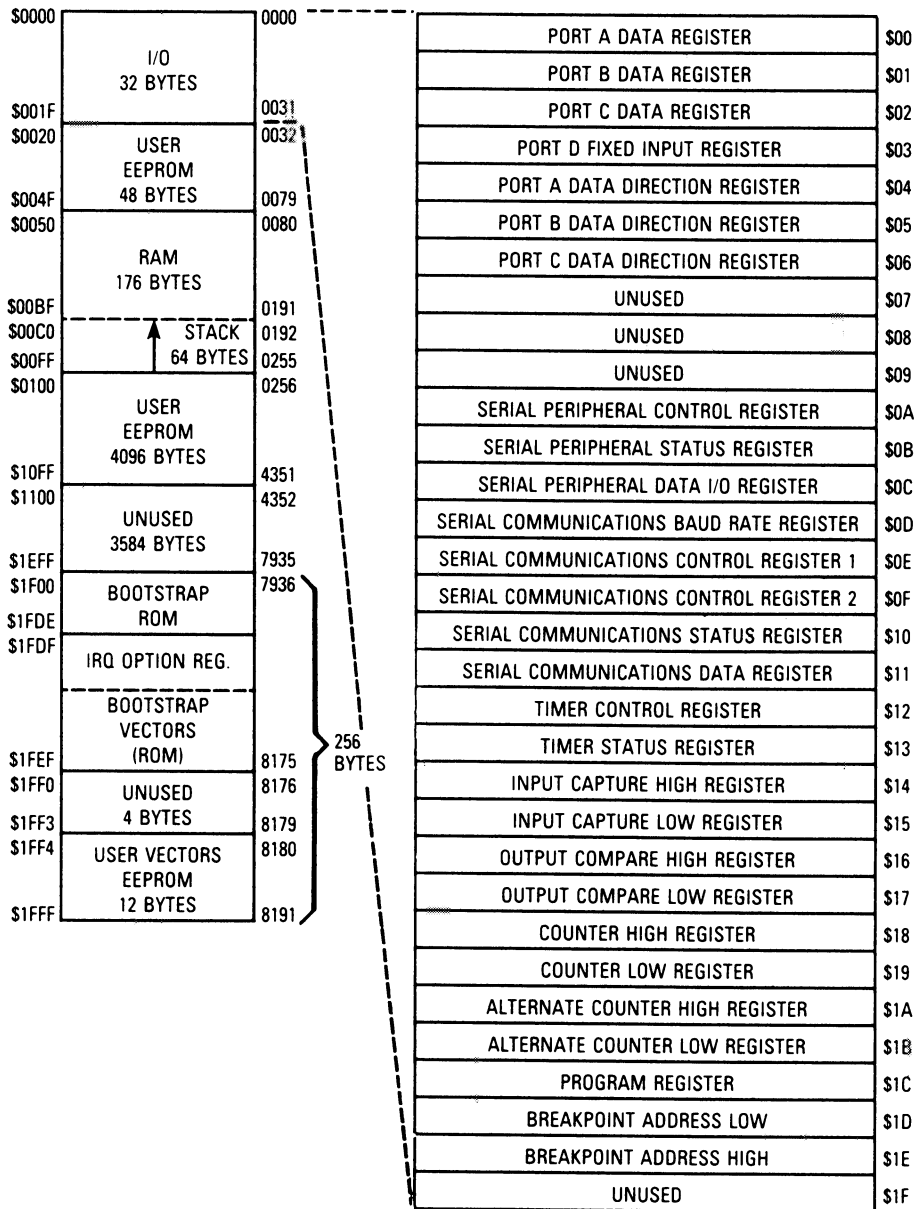 $0000 0000
I/O
32 BYTES
$001F 0031
$0020 0032
USER
EEPROM
48 BYTES
$004F 0079
$0050 0080
RAM
176 BYTES
$00BF 0191
$00C0 STACK 0192
$00FF 64 BYTES 0255
$0100 0256
USER
EEPROM
4096 BYTES
$10FF 4351
$1100 4352
UNUSED
3584 BYTES
$1EFF 7935
$1F00 7936
BOOTSTRAP
ROM
$1FDE
$1FDF
IRQ OPTION REG.
BOOTSTRAP
VECTORS
(ROM)
$1FEF 8175
$1FF0 8176
UNUSED
4 BYTES
$1FF3 8179
$1FF4 8180
USER VECTORS
EEPROM
12 BYTES
$1FFF 8191
256
BYTES
PORT A DATA REGISTER $00
PORT B DATA REGISTER $01
PORT C DATA REGISTER $02
PORT D FIXED INPUT REGISTER $03
PORT A DATA DIRECTION REGISTER $04
PORT B DATA DIRECTION REGISTER $05
PORT C DATA DIRECTION REGISTER $06
UNUSED $07
UNUSED $08
UNUSED $09
SERIAL PERIPHERAL CONTROL REGISTER $0A
SERIAL PERIPHERAL STATUS REGISTER $0B
SERIAL PERIPHERAL DATA I/O REGISTER $0C
SERIAL COMMUNICATIONS BAUD RATE REGISTER $0D
SERIAL COMMUNICATIONS CONTROL REGISTER 1 $0E
SERIAL COMMUNICATIONS CONTROL REGISTER 2 $0F
SERIAL COMMUNICATIONS STATUS REGISTER $10
SERIAL COMMUNICATIONS DATA REGISTER $11
TIMER CONTROL REGISTER $12
TIMER STATUS REGISTER $13
INPUT CAPTURE HIGH REGISTER $14
INPUT CAPTURE LOW REGISTER $15
OUTPUT COMPARE HIGH REGISTER $16
OUTPUT COMPARE LOW REGISTER $17
COUNTER HIGH REGISTER $18
COUNTER LOW REGISTER $19
ALTERNATE COUNTER HIGH REGISTER $1A
ALTERNATE COUNTER LOW REGISTER $1B
PROGRAM REGISTER $1C
BREAKPOINT ADDRESS LOW $1D
BREAKPOINT ADDRESS HIGH $1E
UNUSED $1F